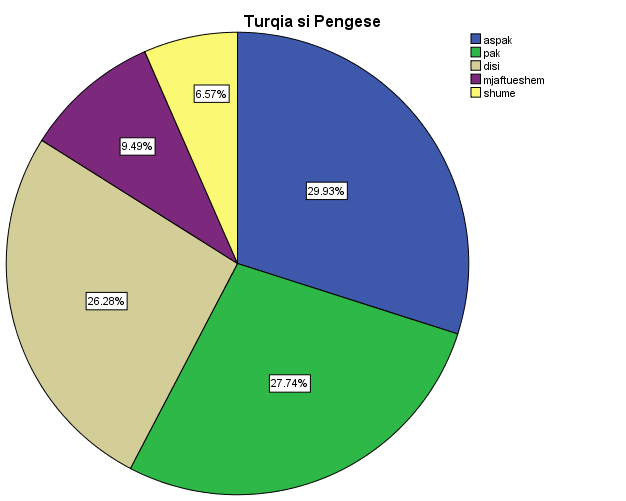 Turqia si Pengese
aspak
pak
disi
mjaftueshem
shume
6.57%
9.49%
29.93%
26.28%
27.74%